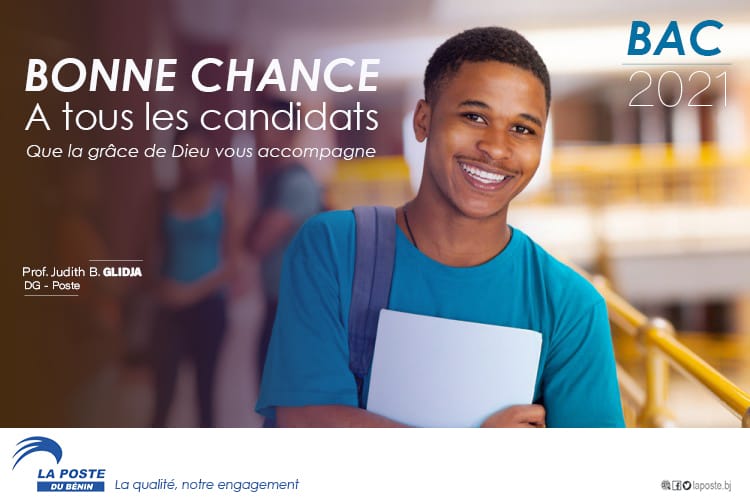 BONNE CHANCE
A tous les candidats
Que la grâce de Dieu vous accompagne
BAC
2021
Prof. Judith B. GLIDJA
DG - Poste
LA POSTE
DU BÉNIN
La qualité, notre engagement
laposte.bj